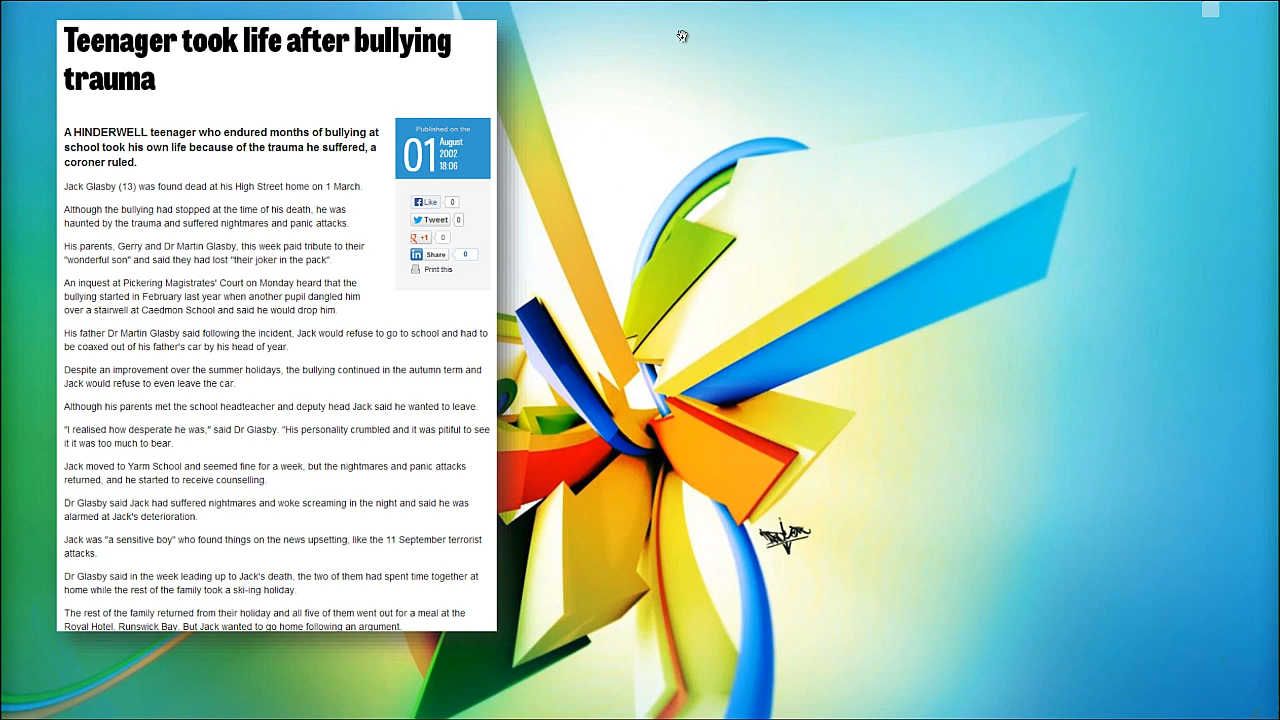 Teenager took life after bullying
trauma
A HINDERWELL teenager who endured months of bullying at
school took his own life because of the trauma he suffered, a
coroner ruled.
Published on the
01
August
2002
18:06
Jack Glasby (13) was found dead at his High Street home on 1 March.
Although the bullying had stopped at the time of his death, he was
haunted by the trauma and suffered nightmares and panic attacks.
His parents, Gerry and Dr Martin Glasby, this week paid tribute to their
"wonderful son" and said they had lost "their joker in the pack".
An inquest at Pickering Magistrates' Court on Monday heard that the
bullying started in February last year when another pupil dangled him
over a stairwell at Caedmon School and said he would drop him.
Like 0
Tweet 0
+1 0
in Share 0
Print this
His father Dr Martin Glasby said following the incident, Jack would refuse to go to school and had to
be coaxed out of his father's car by his head of year.
Despite an improvement over the summer holidays, the bullying continued in the autumn term and
Jack would refuse to even leave the car.
Although his parents met the school headteacher and deputy head Jack said he wanted to leave.
"I realised how desperate he was," said Dr Glasby. "His personality crumbled and it was pitiful to see
it it was too much to bear.
Jack moved to Yarm School and seemed fine for a week, but the nightmares and panic attacks
returned, and he started to receive counselling.
Dr Glasby said Jack had suffered nightmares and woke screaming in the night and said he was
alarmed at Jack's deterioration.
Jack was "a sensitive boy" who found things on the news upsetting, like the 11 September terrorist
attacks.
Dr Glasby said in the week leading up to Jack's death, the two of them had spent time together at
home while the rest of the family took a ski-ing holiday.
The rest of the family returned from their holiday and all five of them went out for a meal at the
Royal Hotel, Runswick Bay. But Jack wanted to go home following an argument.